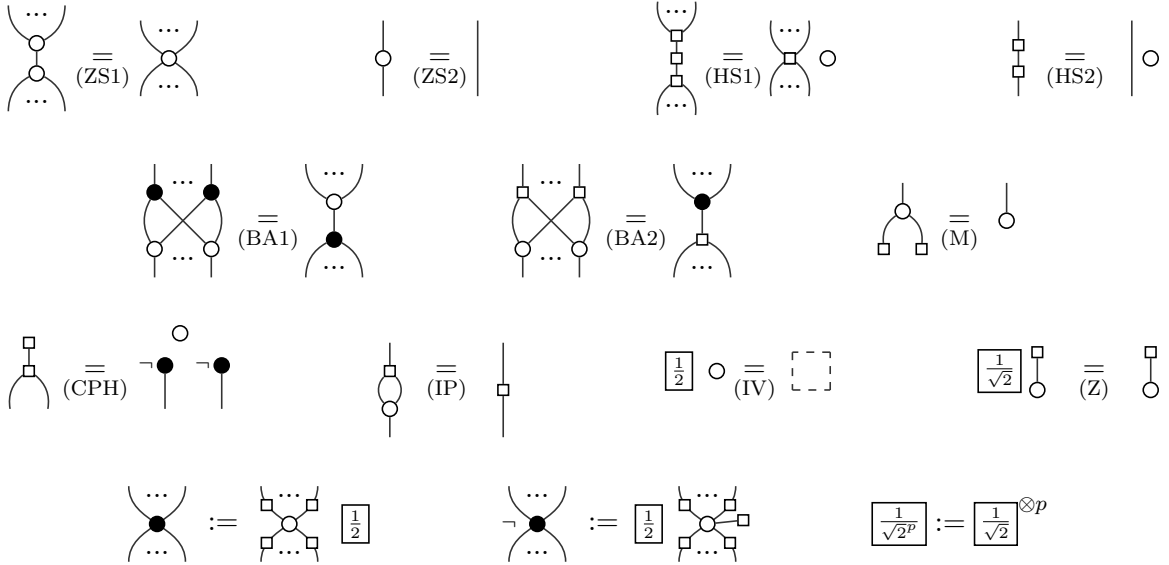 ... ... ... ...
= (ZS1) = (ZS2) = (HS1) = (HS2)
... ... ... ...
... ... ... ...
= (BA1) = (BA2) = (M)
... ... ... ...
¬ ¬
= (CPH) = (IP) 1/2 = (IV) 1/√2 = (Z)
... ... ... ...
:= 1/2 ¬ := 1/2 1/√2^p := 1/√2 ⊗p
... ... ... ...